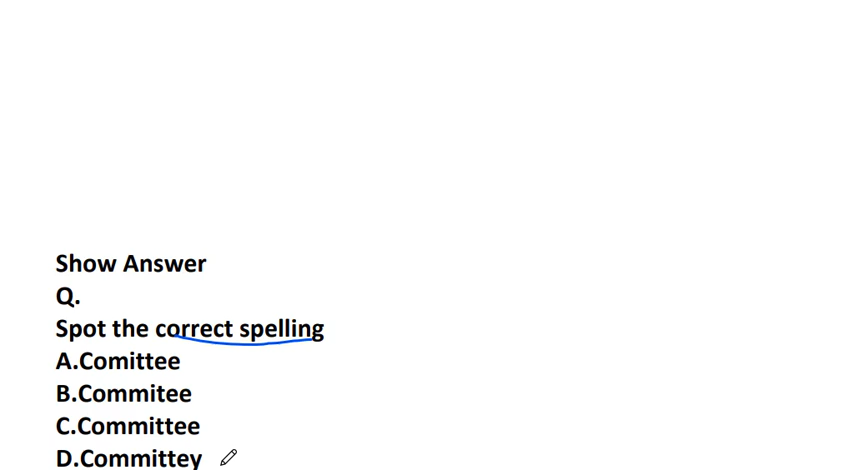 Show Answer
Q.
Spot the correct spelling
A.Comittee
B.Commitee
C.Committee
D.Committey